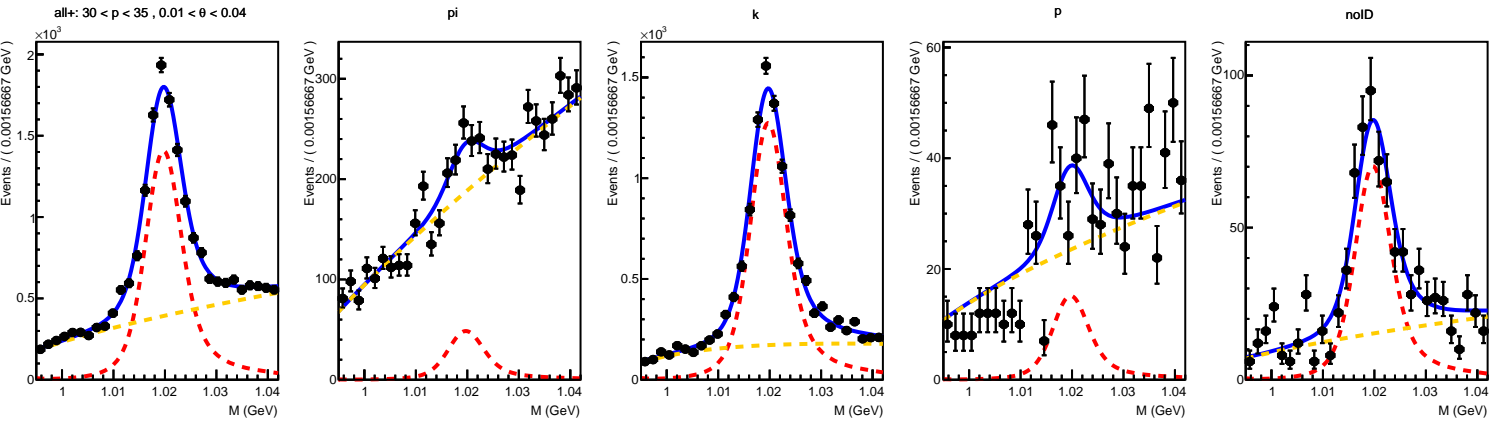 all+: 30 < p < 35 , 0.01 < θ < 0.04
×10³
Events / ( 0.00156667 GeV )
2
1.5
1
0.5
0
1 1.01 1.02 1.03 1.04
M (GeV)
pi
Events / ( 0.00156667 GeV )
300
200
100
0
1 1.01 1.02 1.03 1.04
M (GeV)
k
×10³
Events / ( 0.00156667 GeV )
1.5
1
0.5
0
1 1.01 1.02 1.03 1.04
M (GeV)
p
Events / ( 0.00156667 GeV )
60
40
20
0
1 1.01 1.02 1.03 1.04
M (GeV)
noID
Events / ( 0.00156667 GeV )
100
50
0
1 1.01 1.02 1.03 1.04
M (GeV)